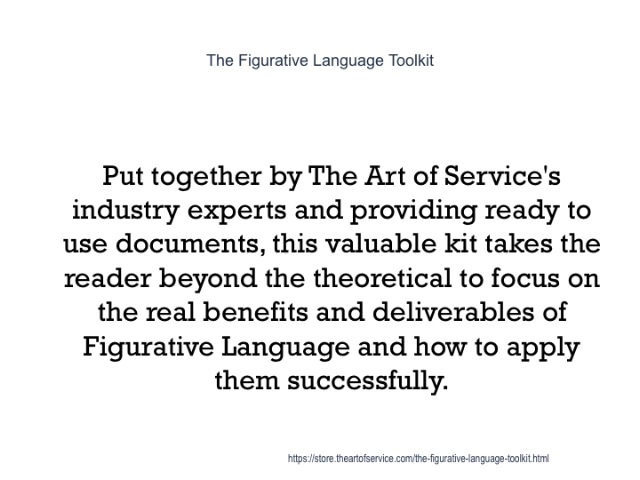 The Figurative Language Toolkit
Put together by The Art of Service's
industry experts and providing ready to
use documents, this valuable kit takes the
reader beyond the theoretical to focus on
the real benefits and deliverables of
Figurative Language and how to apply
them successfully.
https://store.theartofservice.com/the-figurative-language-toolkit.html